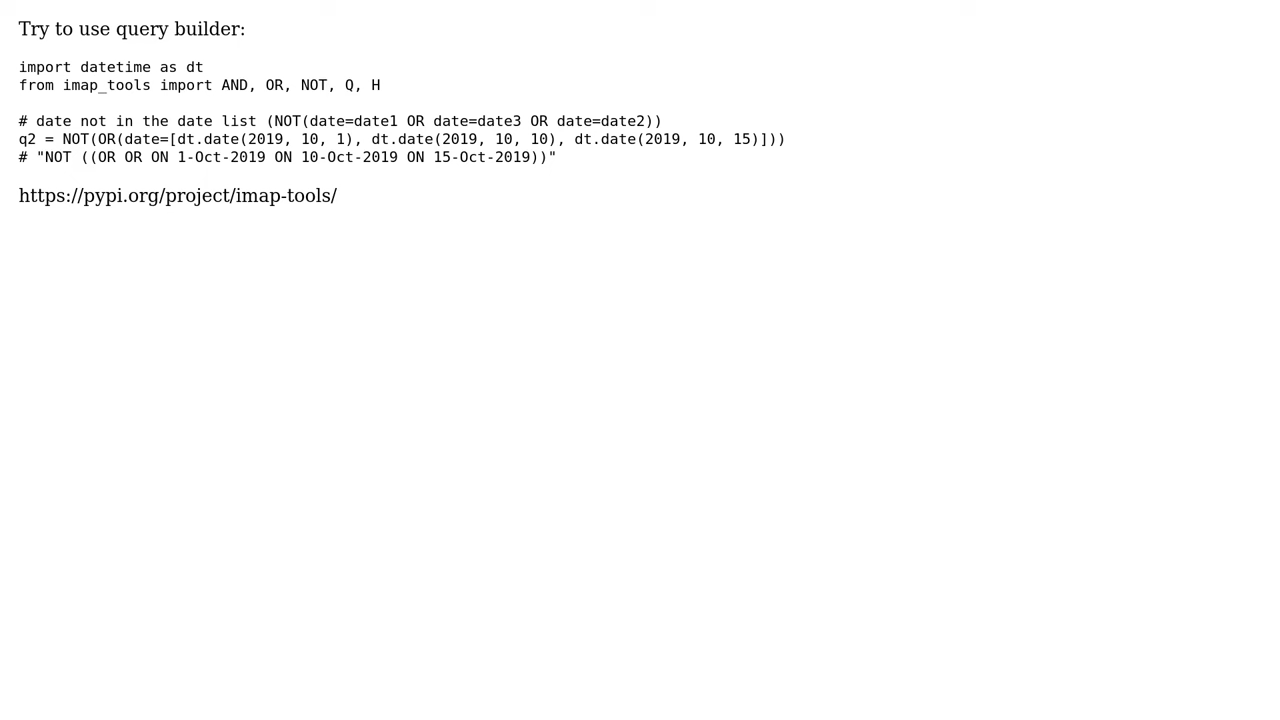 Try to use query builder:
import datetime as dt
from imap_tools import AND, OR, NOT, Q, H
# date not in the date list (NOT(date=date1 OR date=date3 OR date=date2))
q2 = NOT(OR(date=[dt.date(2019, 10, 1), dt.date(2019, 10, 10), dt.date(2019, 10, 15)]))
# "NOT ((OR OR ON 1-Oct-2019 ON 10-Oct-2019 ON 15-Oct-2019))"
https://pypi.org/project/imap-tools/